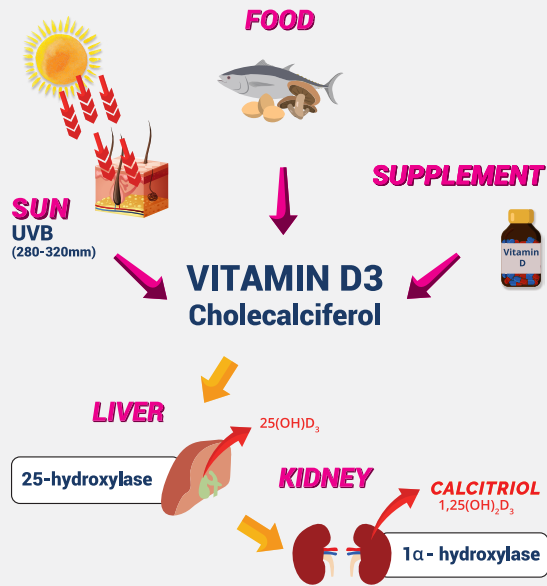 FOOD
SUN
UVB
(280-320mm)
SUPPLEMENT
Vitamin
D
VITAMIN D3
Cholecalciferol
LIVER
25(OH)D₃
25-hydroxylase
KIDNEY
CALCITRIOL
1,25(OH)₂D₃
1α- hydroxylase